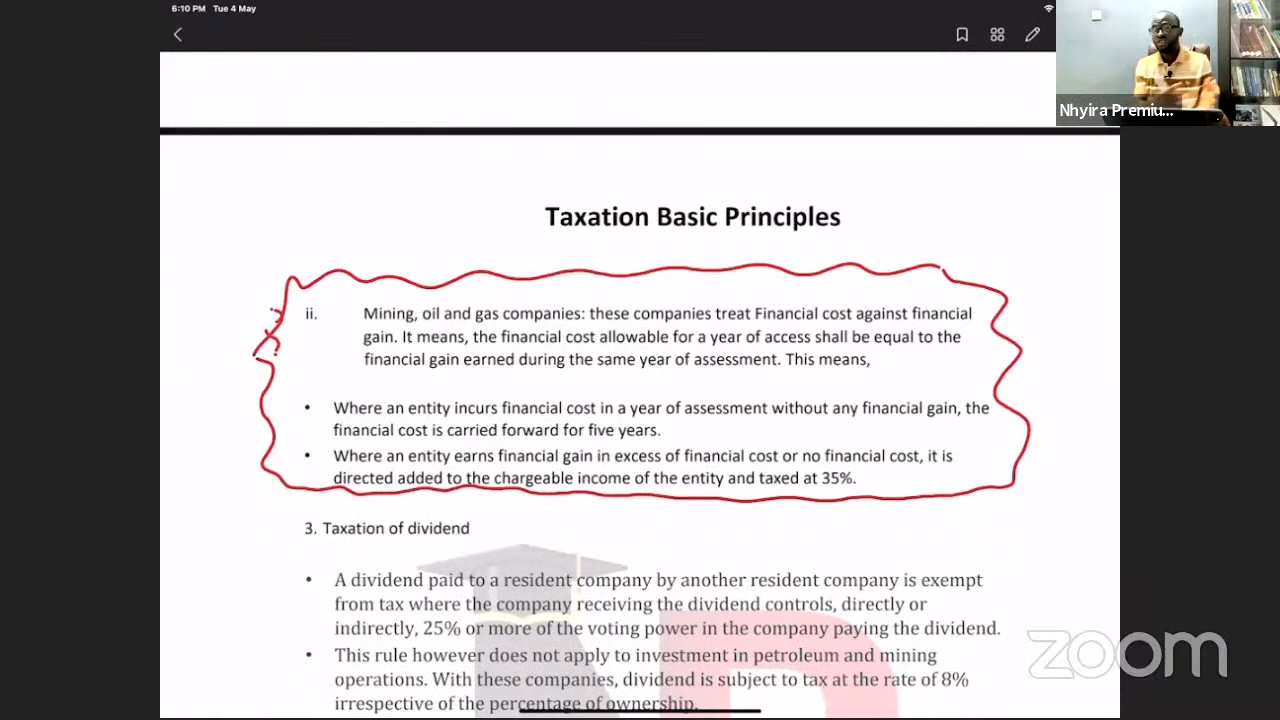 6:10 PM Tue 4 May
Nhyira Premiu...
Taxation Basic Principles
ii. Mining, oil and gas companies: these companies treat Financial cost against financial
gain. It means, the financial cost allowable for a year of access shall be equal to the
financial gain earned during the same year of assessment. This means,
• Where an entity incurs financial cost in a year of assessment without any financial gain, the
financial cost is carried forward for five years.
• Where an entity earns financial gain in excess of financial cost or no financial cost, it is
directed added to the chargeable income of the entity and taxed at 35%.
3. Taxation of dividend
• A dividend paid to a resident company by another resident company is exempt
from tax where the company receiving the dividend controls, directly or
indirectly, 25% or more of the voting power in the company paying the dividend.
• This rule however does not apply to investment in petroleum and mining
operations. With these companies, dividend is subject to tax at the rate of 8%
irrespective of the percentage of ownership.
zoom